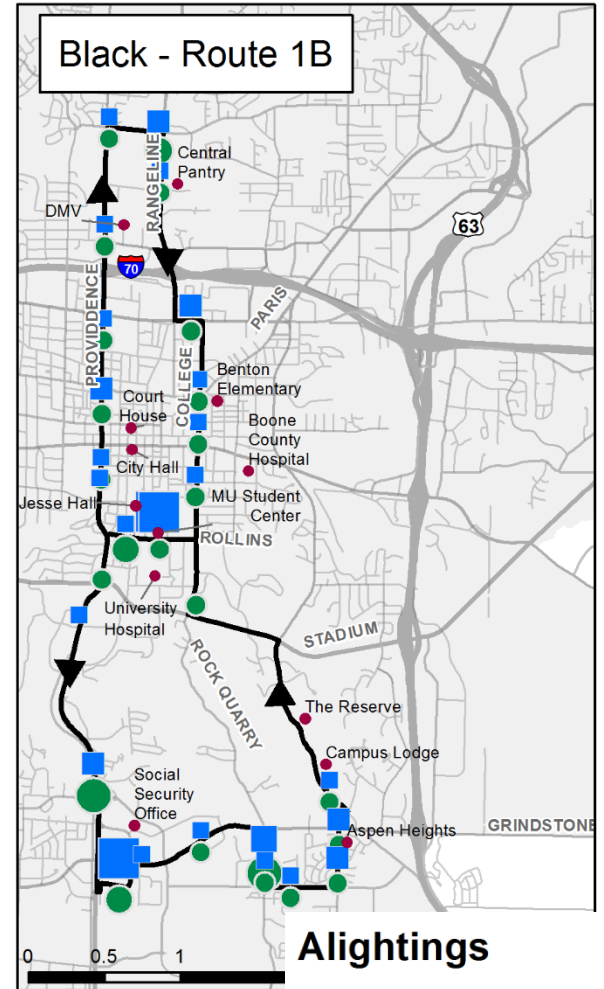 Black - Route 1B
Central
Pantry
RANGELINE
DMV
63
70
PARIS
PROVIDDENCE
COLLEGE
Benton
Elementary
Court
House
Boone
County
Hospital
City Hall
Jesse Hall
MU Student
Center
ROLLINS
University
Hospital
STADIUM
ROCK QUARRY
The Reserve
Campus Lodge
Social
Security
Office
GRINDSTONE
Aspen Heights
0 0.5 1
Alightings